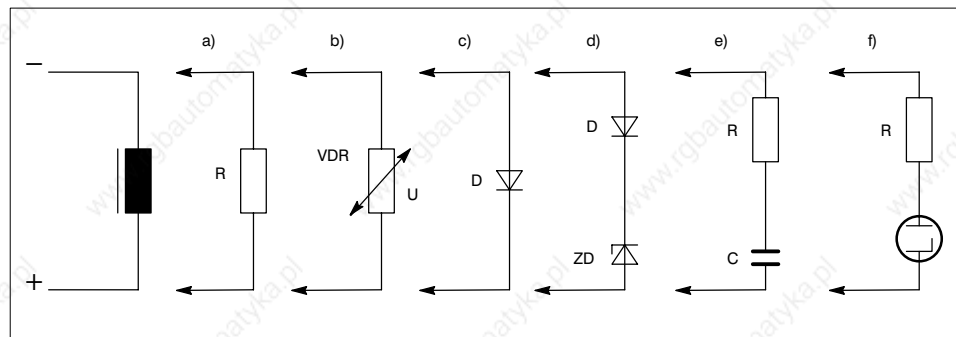 a) b) c) d) e) f)
−
VDR
R
U
D
D
ZD
R
C
R
+
www.rgbautomatyka.pl